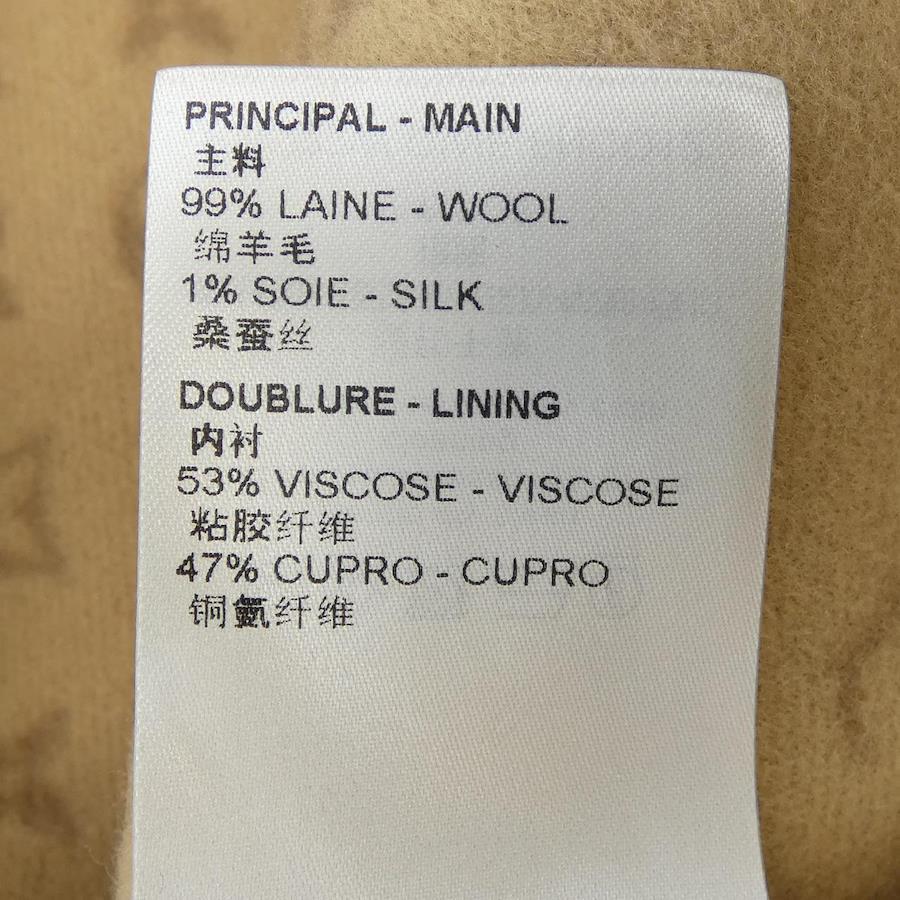 PRINCIPAL - MAIN
主料
99% LAINE - WOOL
绵羊毛
1% SOIE - SILK
桑蚕丝
DOUBLURE - LINING
内衬
53% VISCOSE - VISCOSE
粘胶纤维
47% CUPRO - CUPRO
铜氨纤维